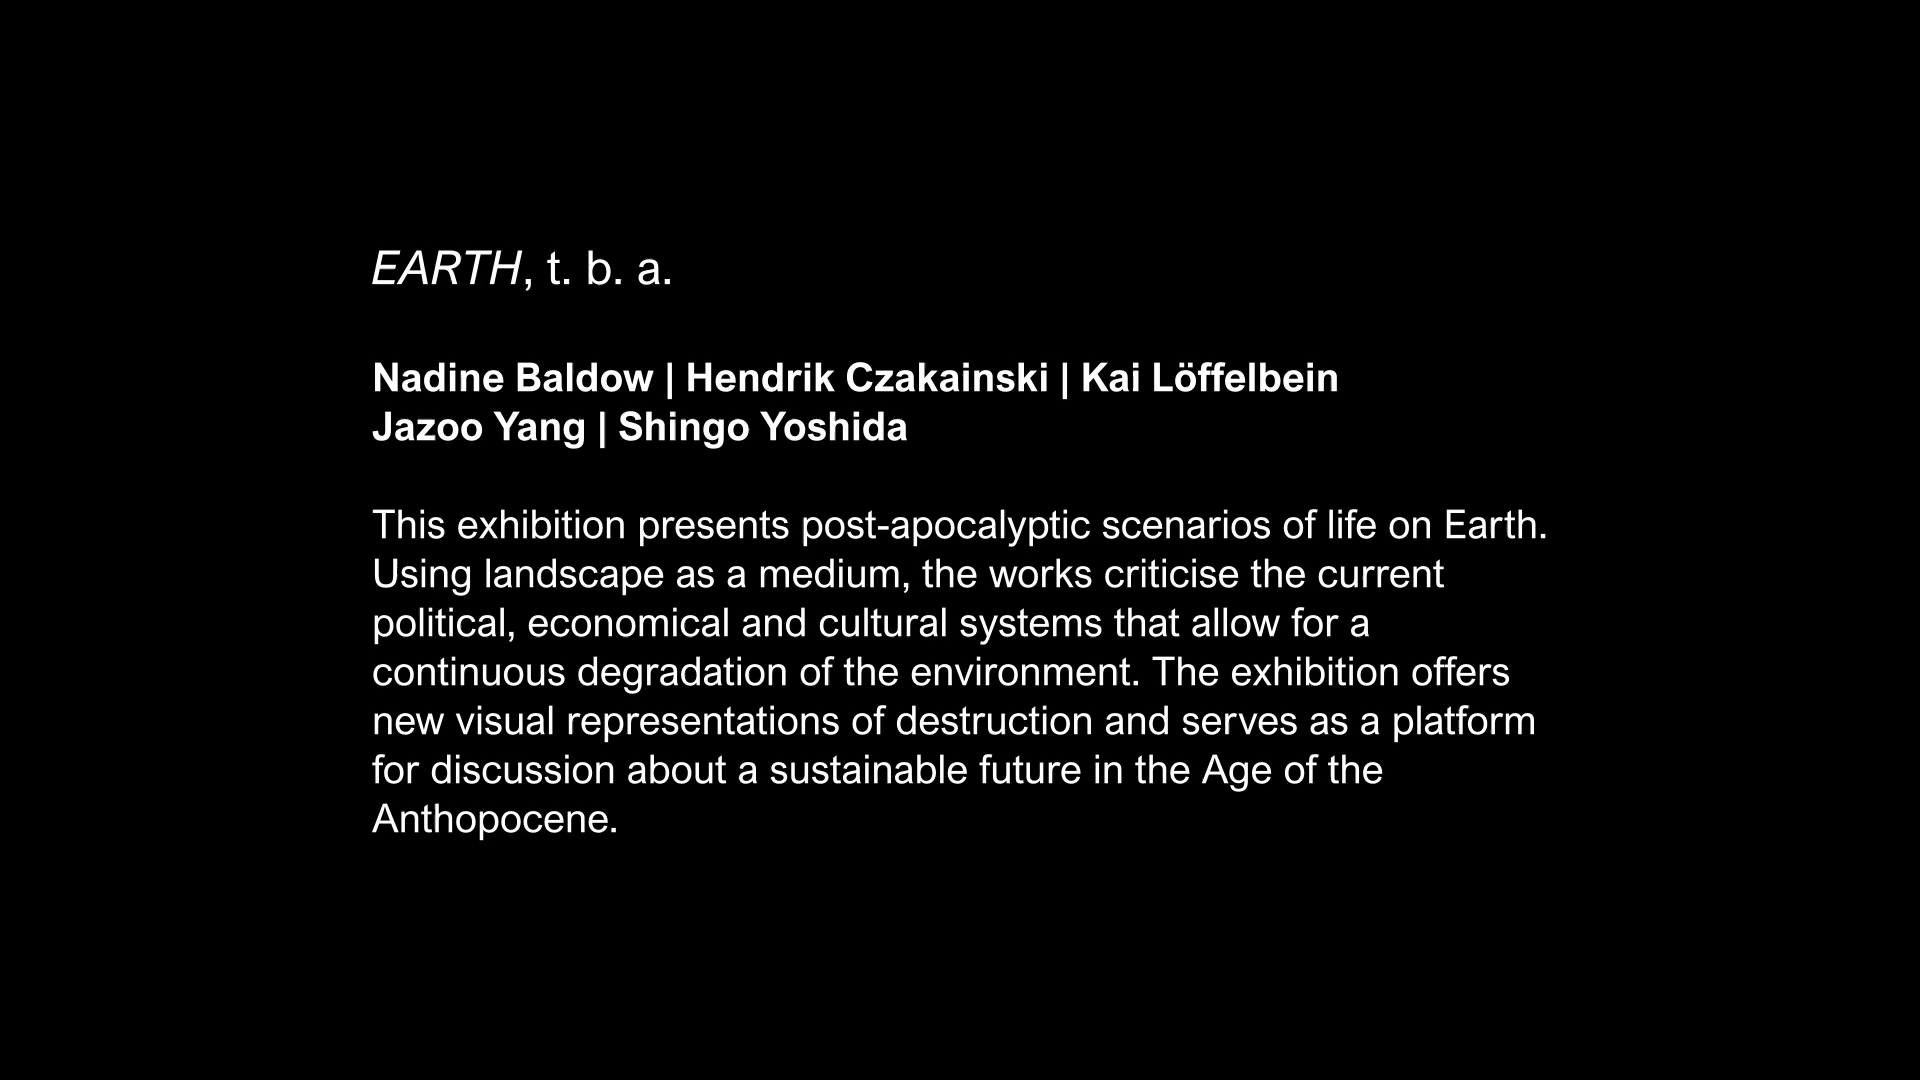 EARTH, t. b. a.
Nadine Baldow | Hendrik Czakainski | Kai Löffelbein
Jazoo Yang | Shingo Yoshida
This exhibition presents post-apocalyptic scenarios of life on Earth.
Using landscape as a medium, the works criticise the current
political, economical and cultural systems that allow for a
continuous degradation of the environment. The exhibition offers
new visual representations of destruction and serves as a platform
for discussion about a sustainable future in the Age of the
Anthopocene.